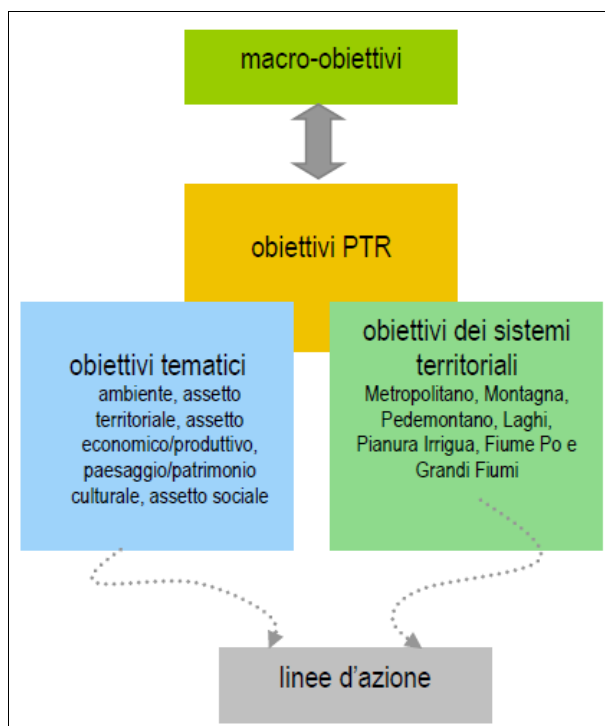 macro-obiettivi
obiettivi PTR
obiettivi tematici
ambiente, assetto
territoriale, assetto
economico/produttivo,
paesaggio/patrimonio
culturale, assetto sociale
obiettivi dei sistemi
territoriali
Metropolitano, Montagna,
Pedemontano, Laghi,
Pianura Irrigua, Fiume Po e
Grandi Fiumi
linee d'azione